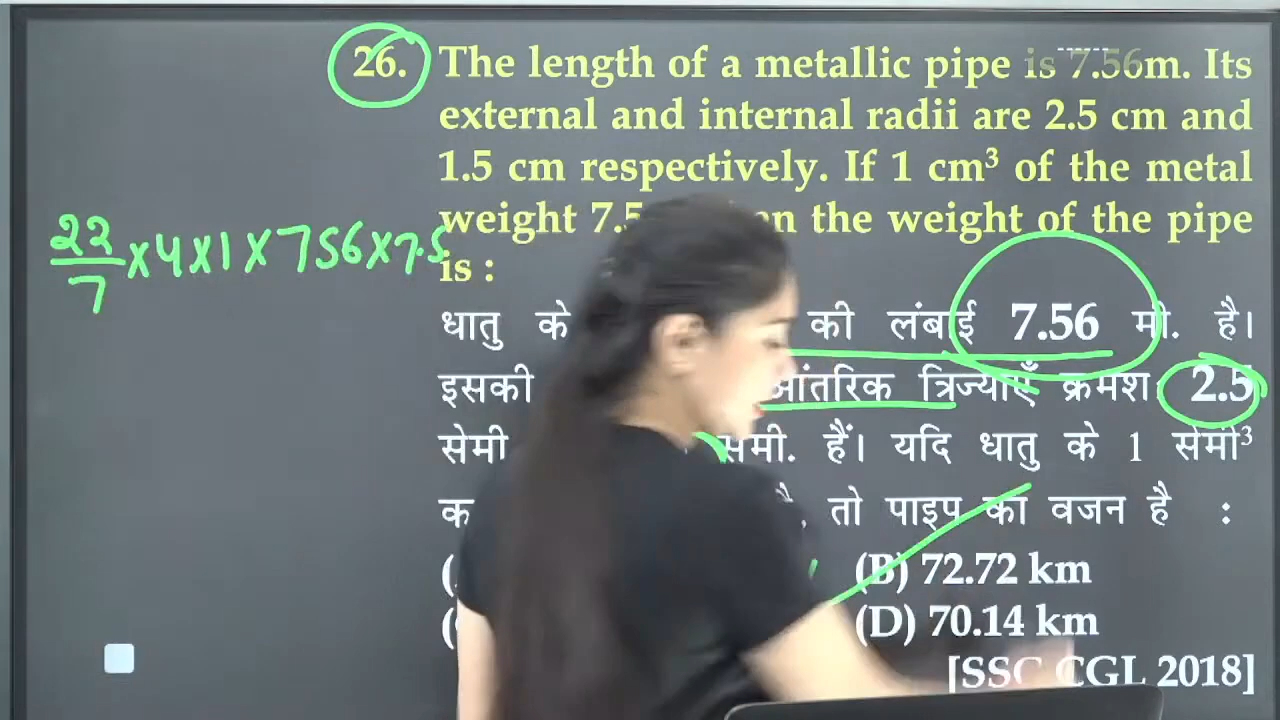 26. The length of a metallic pipe is 7.56m. Its
external and internal radii are 2.5 cm and
1.5 cm respectively. If 1 cm³ of the metal
weight 7.5 the weight of the pipe
is :
22/7 × 4 × 1 × 756 × 7.5
धातु के की लंबाई 7.56 मी. है।
इसकी आंतरिक त्रिज्याएँ क्रमश 2.5
सेमी सेमी. हैं। यदि धातु के 1 सेमी³
तो पाइप का वजन है :
(B) 72.72 km
(D) 70.14 km
[SSC CGL 2018]